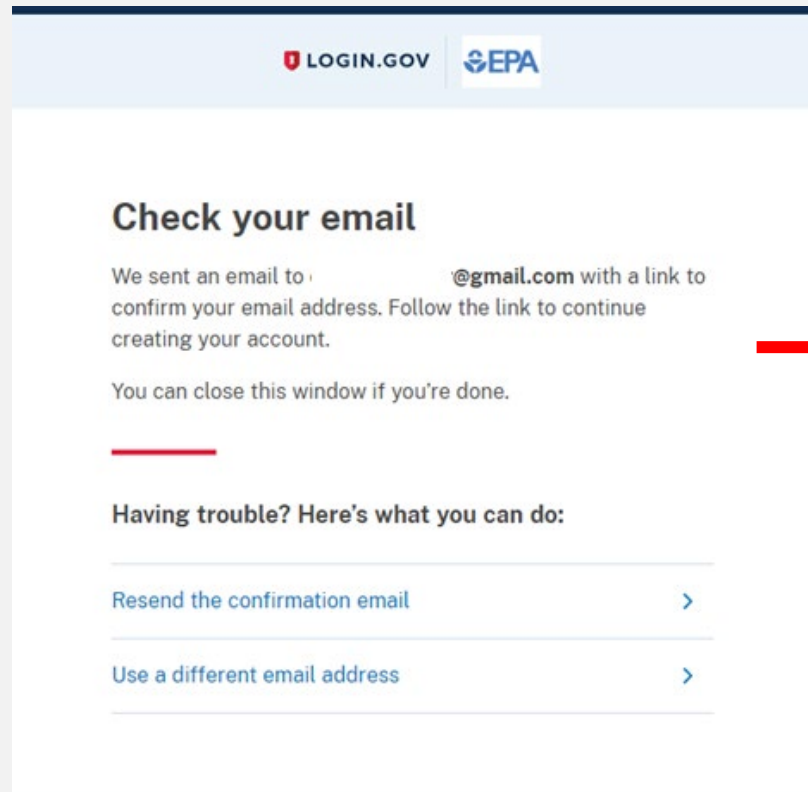 LOGIN.GOV EPA
Check your email
We sent an email to @gmail.com with a link to
confirm your email address. Follow the link to continue
creating your account.
You can close this window if you're done.
Having trouble? Here's what you can do:
Resend the confirmation email
Use a different email address